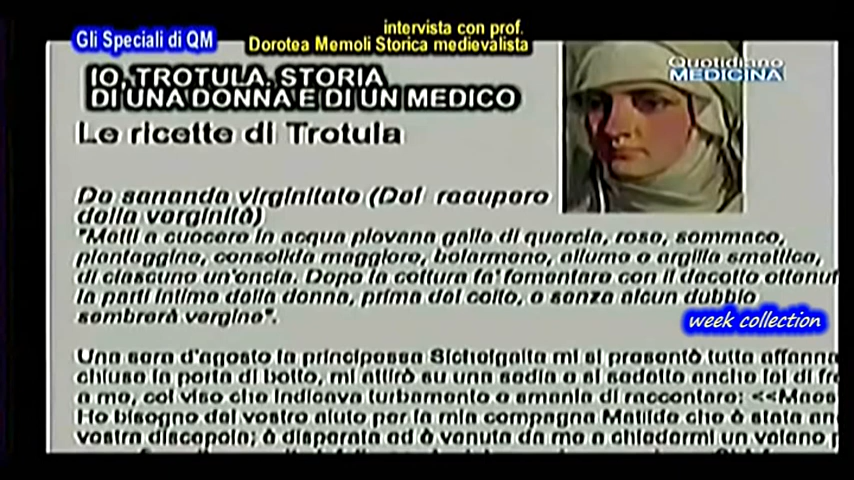 Gli Speciali di QM
intervista con prof.
Dorotea Memoli Storica medievalista
Quotidiano
MEDICINA
IO, TROTULA, STORIA
DI UNA DONNA E DI UN MEDICO
Le ricette di Trotula
De sananda virginitate (Del recupero
della verginità)
"Metti a cuocere in acqua piovana galle di quercia, rose, sommaco,
piantaggine, consolida maggiore, bolarmeno, allume e argilla smeltica,
di ciascuno un'oncia. Dopo la cottura fa' fomentare con il decotto ottenut
le parti intime della donna, prima del coito, e senza alcun dubbio
sembrerà vergine".
week collection
Una sera d'agosto la principessa Sichelgaita mi si presentò tutta affanna
chiuse la porta di botto, mi attirò su una sedia e si sedette anche lei di fr
a me, col viso che indicava turbamento e smania di raccontare: <<Maes
Ho bisogno del vostro aiuto per la mia compagna Matilde che è stata an
vostra discepola; è disperata ed è venuta da me a chiedermi un veleno p